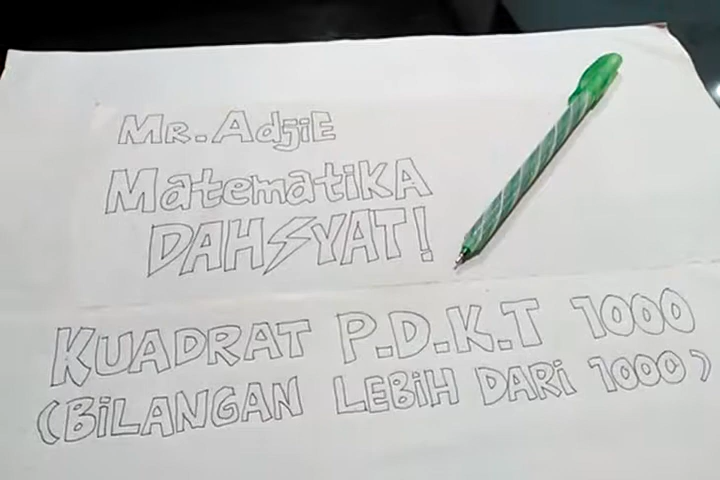 Mr. Adjie
Matematika
DAHSYAT!
KUADRAT P.D.K.T 1000
(BiLANGAN LEBiH DARi 1000)